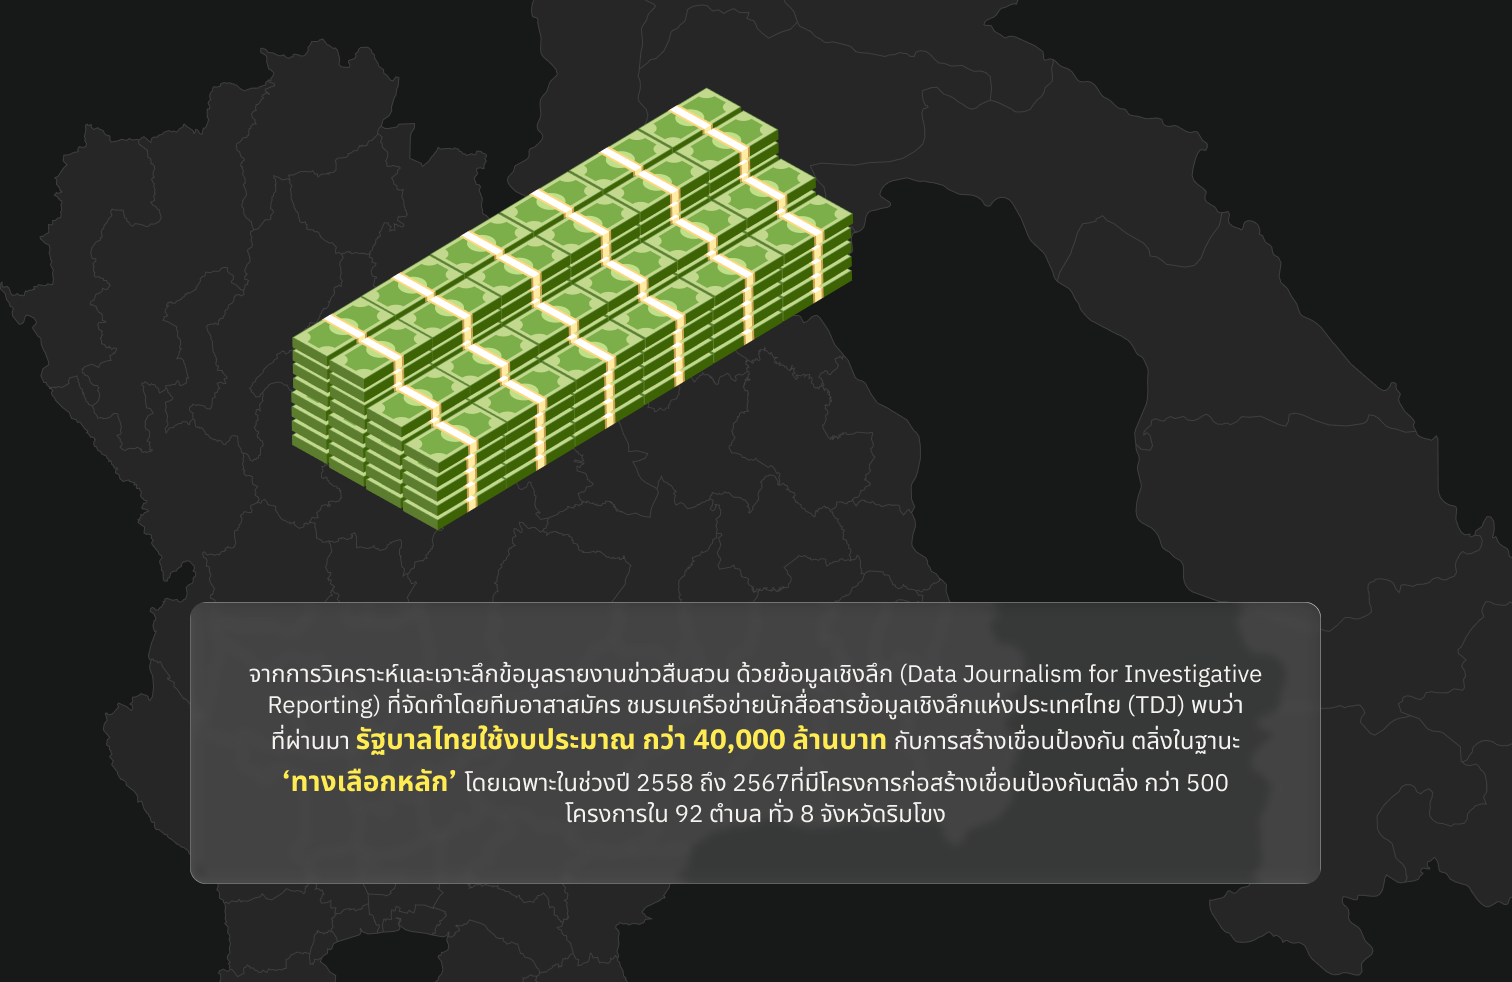 จากการวิเคราะห์และเจาะลึกข้อมูลรายงานข่าวสืบสวน ด้วยข้อมูลเชิงลึก (Data Journalism for Investigative
Reporting) ที่จัดทำโดยทีมอาสาสมัคร ชมรมเครือข่ายนักสื่อสารข้อมูลเชิงลึกแห่งประเทศไทย (TDJ) พบว่า
ที่ผ่านมา รัฐบาลไทยใช้งบประมาณ กว่า 40,000 ล้านบาท กับการสร้างเขื่อนป้องกัน ตลิ่งในฐานะ
‘ทางเลือกหลัก’ โดยเฉพาะในช่วงปี 2558 ถึง 2567ที่มีโครงการก่อสร้างเขื่อนป้องกันตลิ่ง กว่า 500
โครงการใน 92 ตำบล ทั่ว 8 จังหวัดริมโขง